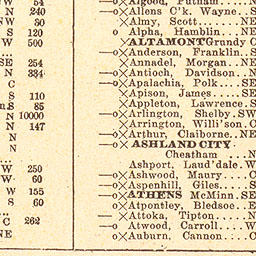 W 54 —o✕Algood, Putnam
N 240 o✕Allens C'k. Wayne. S
N 30 ✕Almy, Scott......NE
S 120 o Alpha, Hamblin...NE
W 500 ALTAMONT Grundy C
—o✕Anderson, Franklin. S
SE 254 ✕Annadel, Morgan..NE
N 334 —o✕Antioch, Davidson..N
—o✕Apalachia, Polk....SE
C ✕Apison, James.....SE
S 110 ✕Appleton, Lawrence. S
S 85 —o✕Arlington, Shelby. SW
N 10000 ✕Arrington, Willi'son. C
N 147 —o✕Arthur, Claiborne..NE
N o✕ASHLAND CITY
N Cheatham ...N
Ashport, Laud'dale. W
W 250 —o✕Ashwood, Maury....C
W 60 —o✕Aspenhill, Giles.....S
W 155 o✕ATHENS McMinn. SE
S 60 o✕Atpontley, Bledsoe..E
... — ✕Attoka, Tipton.....N
C 262 o✕Atwood, Carroll....W
NE —o✕Auburn, Cannon....C